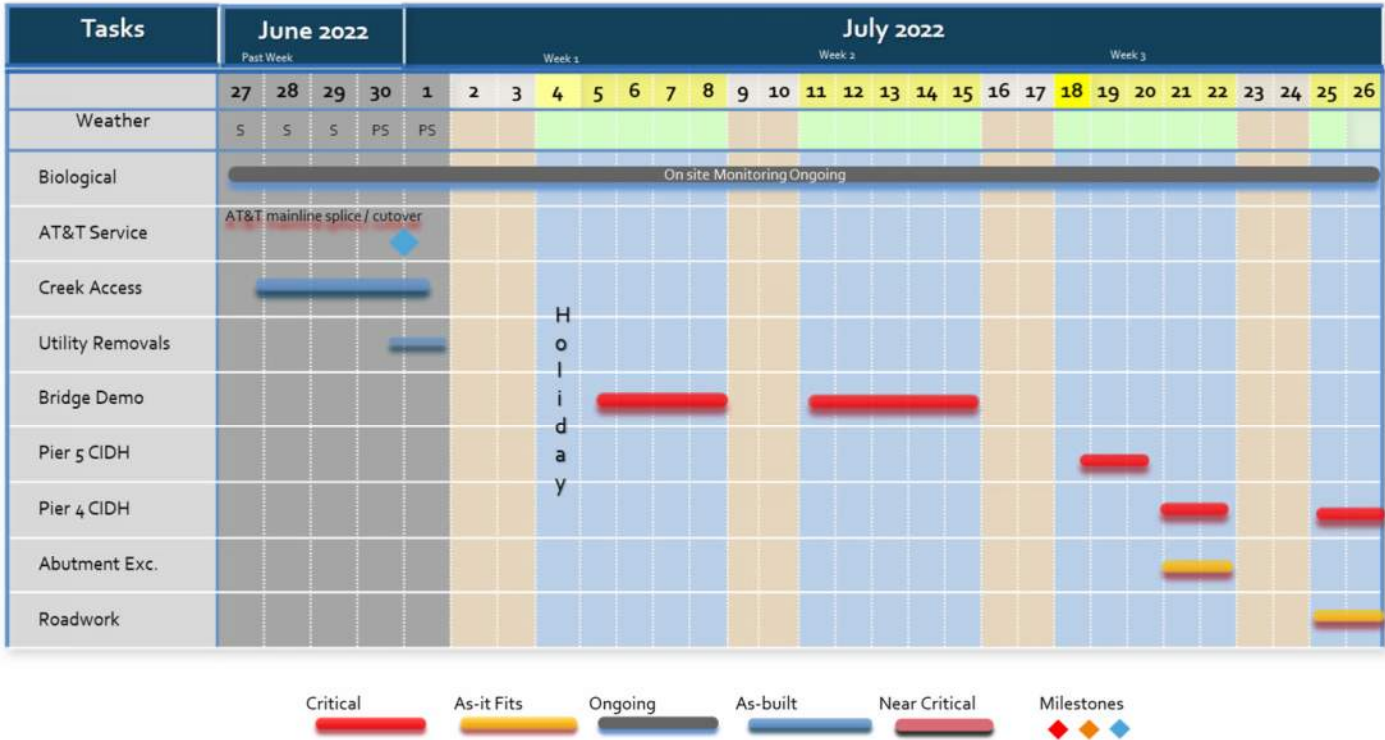 Tasks
June 2022
July 2022
Past Week
Week 1
Week 2
Week 3
27 28 29 30 1 2 3 4 5 6 7 8 9 10 11 12 13 14 15 16 17 18 19 20 21 22 23 24 25 26
Weather
S S S PS PS
Biological
On site Monitoring Ongoing
AT&T Service
AT&T mainline splice / cutover
Creek Access
Utility Removals
Holiday
Bridge Demo
Pier 5 CIDH
Pier 4 CIDH
Abutment Exc.
Roadwork
Critical
As-it Fits
Ongoing
As-built
Near Critical
Milestones